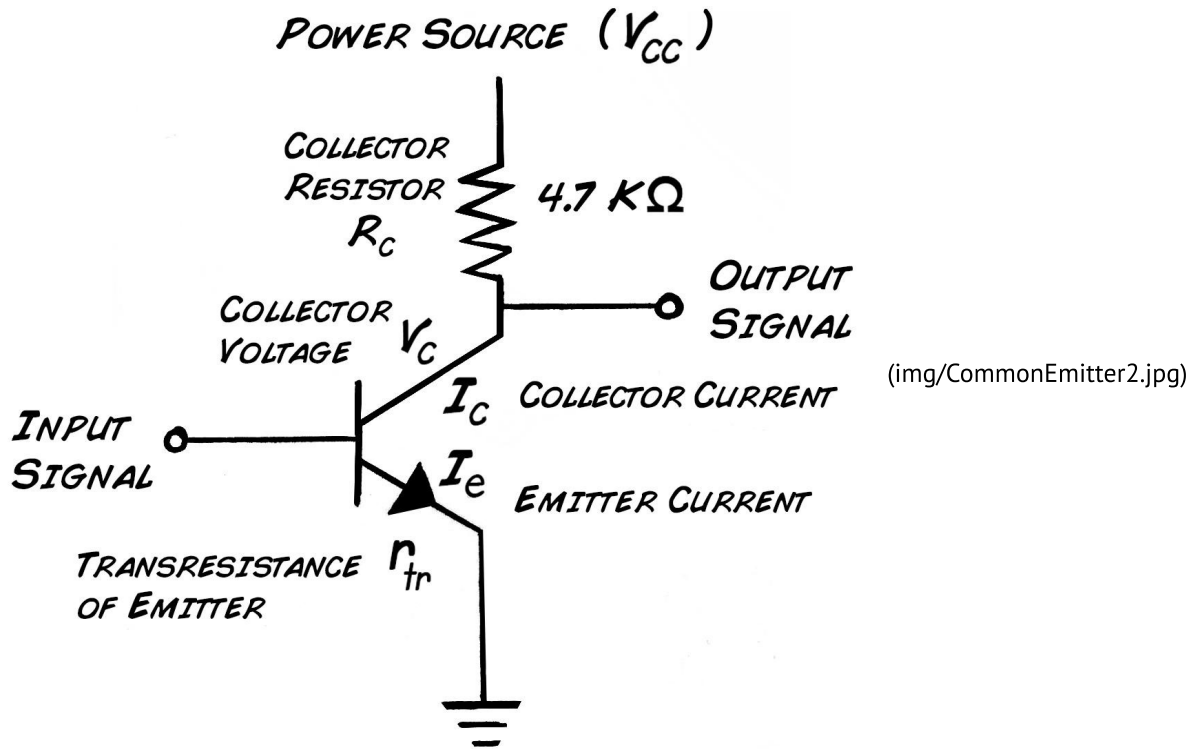 POWER SOURCE (VCC)
COLLECTOR
RESISTOR
RC
4.7 KΩ
OUTPUT
SIGNAL
COLLECTOR
VOLTAGE
VC
(img/CommonEmitter2.jpg)
IC COLLECTOR CURRENT
INPUT
SIGNAL
Ie EMITTER CURRENT
TRANSRESISTANCE
OF EMITTER
rtr